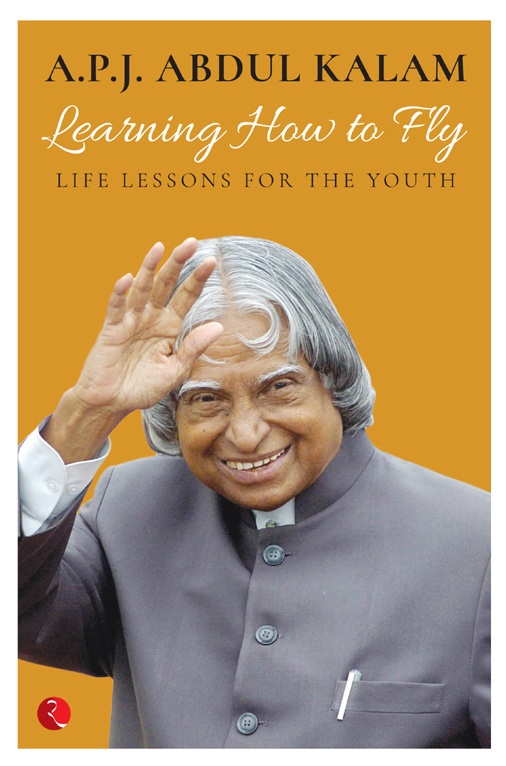 A.P.J. ABDUL KALAM
Learning How to Fly
LIFE LESSONS FOR THE YOUTH
R